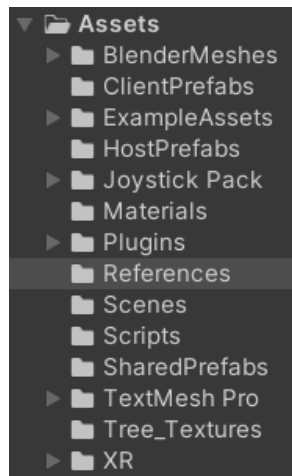 Assets
BlenderMeshes
ClientPrefabs
ExampleAssets
HostPrefabs
Joystick Pack
Materials
Plugins
References
Scenes
Scripts
SharedPrefabs
TextMesh Pro
Tree_Textures
XR